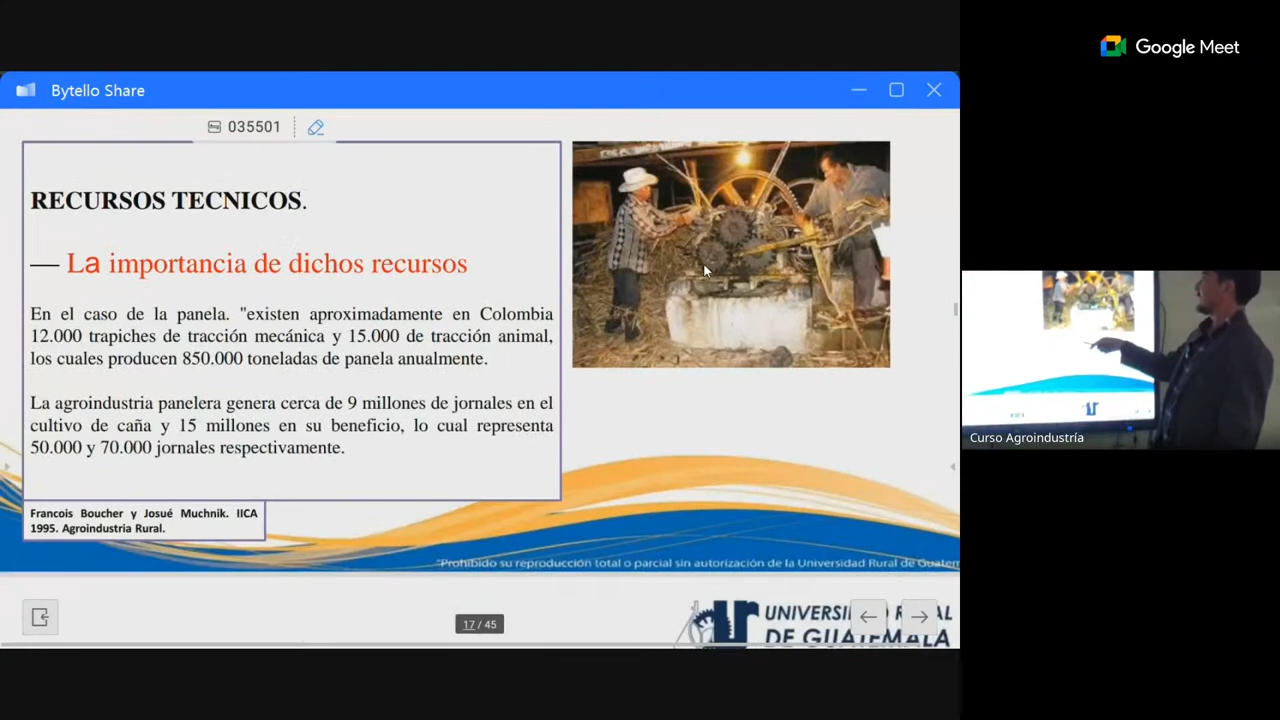 Google Meet
Bytello Share
035501
RECURSOS TECNICOS.
— La importancia de dichos recursos
En el caso de la panela. "existen aproximadamente en Colombia
12.000 trapiches de tracción mecánica y 15.000 de tracción animal,
los cuales producen 850.000 toneladas de panela anualmente.
La agroindustria panelera genera cerca de 9 millones de jornales en el
cultivo de caña y 15 millones en su beneficio, lo cual representa
50.000 y 70.000 jornales respectivamente.
Francois Boucher y Josué Muchnik. IICA
1995. Agroindustria Rural.
"Prohibido su reproducción total o parcial sin autorización de la Universidad Rural de Guatem
17 / 45
UNIVERSI
DE GUATEMALA
Curso Agroindustría